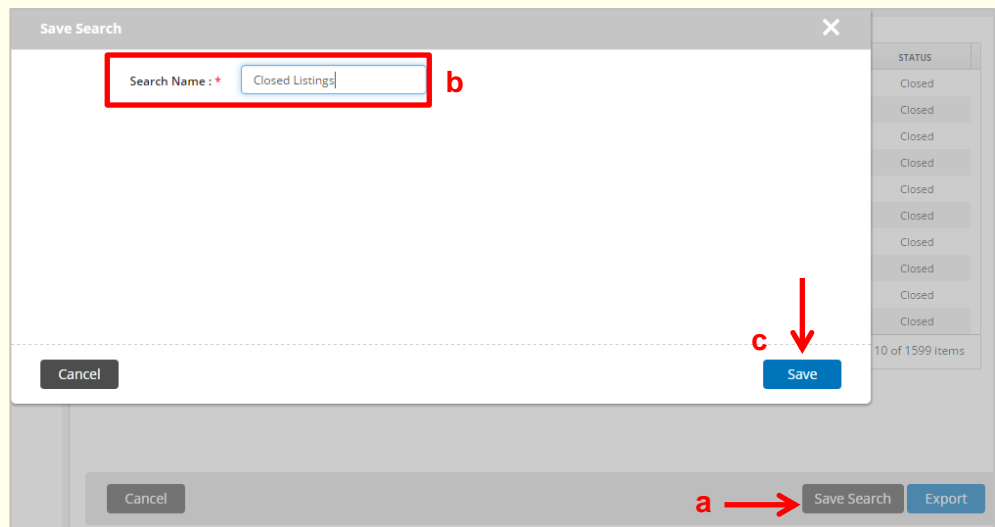 Save Search
Search Name : * Closed Listings b
STATUS
Closed
Closed
Closed
Closed
Closed
Closed
Closed
Closed
Closed
Closed
10 of 1599 items
c
Cancel Save
Cancel a Save Search Export